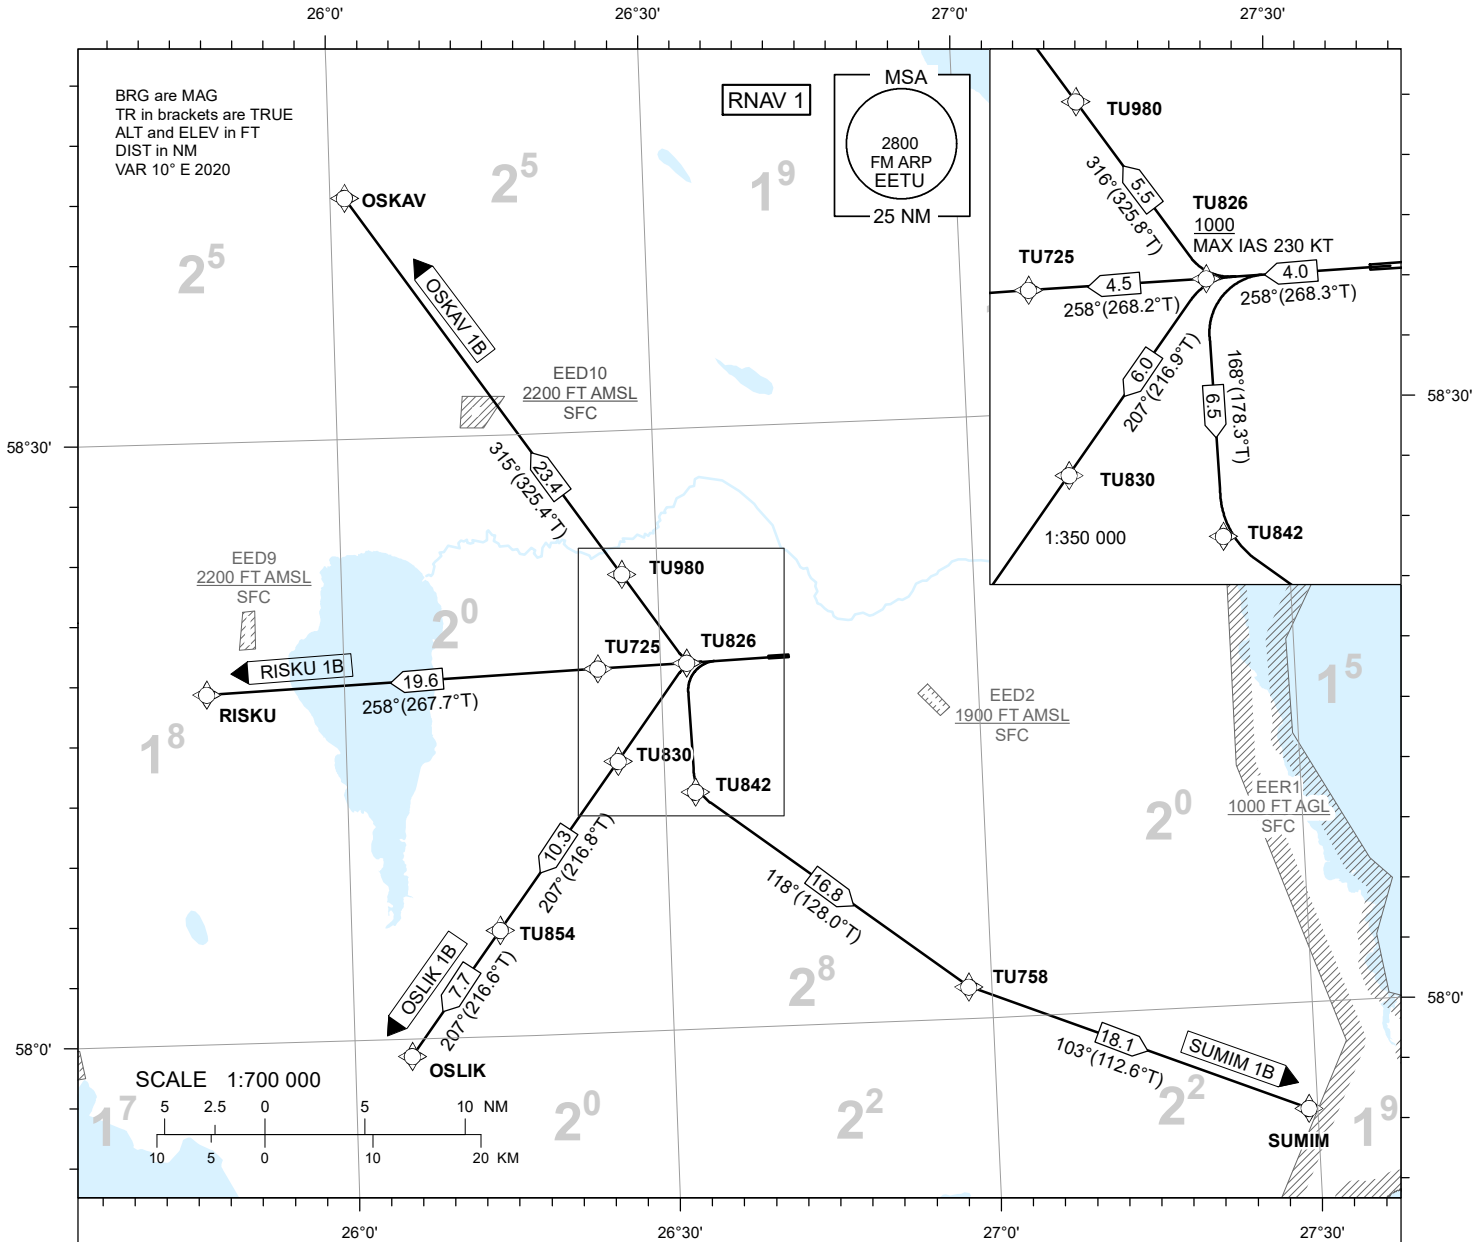 26°0'
26°30'
27°0'
27°30'
BRG are MAG
TR in brackets are TRUE
ALT and ELEV in FT
DIST in NM
VAR 10° E 2020
RNAV 1
MSA
2800
FM ARP
EETU
25 NM
2⁵
1⁹
2⁵
OSKAV
OSKAV 1B
TU980
5.5
316°(325.8°T)
TU826
1000
MAX IAS 230 KT
TU725
4.5
258°(268.2°T)
4.0
258°(268.3°T)
6.0
207°(216.9°T)
6.5
168°(178.3°T)
TU830
TU842
1:350 000
EED10
2200 FT AMSL
SFC
58°30'
58°30'
23.4
315°(325.4°T)
EED9
2200 FT AMSL
SFC
2⁰
TU980
TU725
TU826
RISKU 1B
19.6
258°(267.7°T)
RISKU
1⁸
TU830
TU842
EED2
1900 FT AMSL
SFC
1⁵
EER1
1000 FT AGL
SFC
2⁰
10.3
207°(216.8°T)
16.8
118°(128.0°T)
TU854
OSLIK 1B
7.7
207°(216.6°T)
OSLIK
2⁸
TU758
58°0'
58°0'
18.1
103°(112.6°T)
SUMIM 1B
SUMIM
SCALE 1:700 000
5 2.5 0 5 10 NM
10 5 0 10 20 KM
1⁷
2⁰
2²
2²
1⁹
26°0'
26°30'
27°0'
27°30'